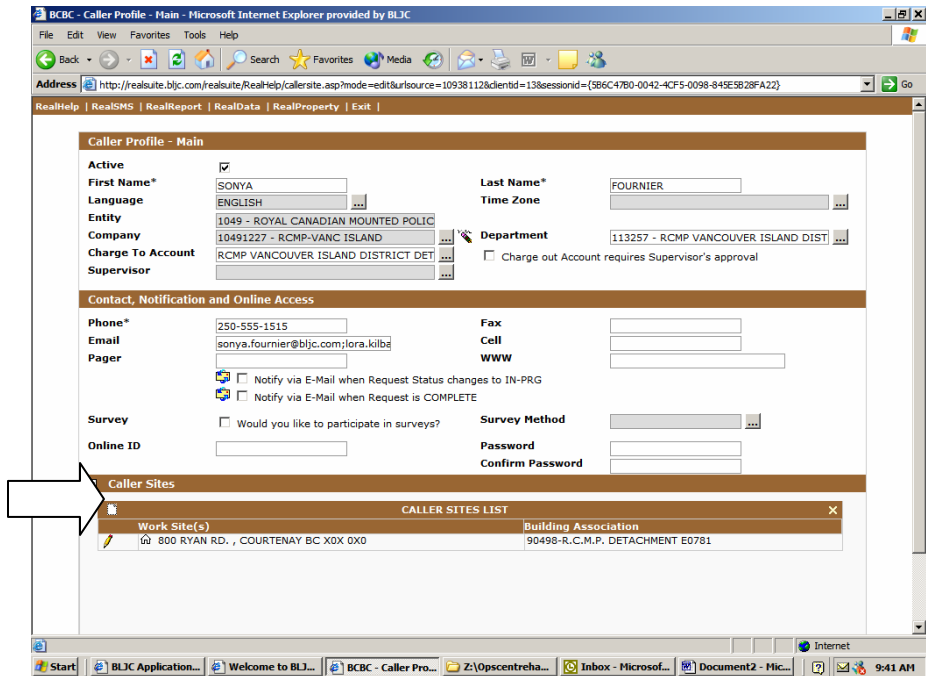 BCBC - Caller Profile - Main - Microsoft Internet Explorer provided by BLJC
File Edit View Favorites Tools Help
Back Search Favorites Media
Address http://realsuite.bljc.com/realsuite/RealHelp/callersite.asp?mode=edit&urlsource=10938112&clientid=13&sessionid={5B6C47B0-0042-4CF5-0098-845E5B28FA22} Go
RealHelp | RealSMS | RealReport | RealData | RealProperty | Exit |
Caller Profile - Main
Active
First Name* SONYA Last Name* FOURNIER
Language ENGLISH ... Time Zone ...
Entity 1049 - ROYAL CANADIAN MOUNTED POLIC
Company 10491227 - RCMP-VANC ISLAND ... Department 113257 - RCMP VANCOUVER ISLAND DIST ...
Charge To Account RCMP VANCOUVER ISLAND DISTRICT DET ... Charge out Account requires Supervisor's approval
Supervisor ...
Contact, Notification and Online Access
Phone* 250-555-1515 Fax
Email sonya.fournier@bljc.com;lora.kilba Cell
Pager WWW
Notify via E-Mail when Request Status changes to IN-PRG
Notify via E-Mail when Request is COMPLETE
Survey Would you like to participate in surveys? Survey Method ...
Online ID Password
Confirm Password
Caller Sites
CALLER SITES LIST X
Work Site(s) Building Association
800 RYAN RD. , COURTENAY BC X0X 0X0 90498-R.C.M.P. DETACHMENT E0781
Internet
Start BLJC Application... Welcome to BLJ... BCBC - Caller Pro... Z:\Opscentreha... Inbox - Microsof... Document2 - Mic... 9:41 AM